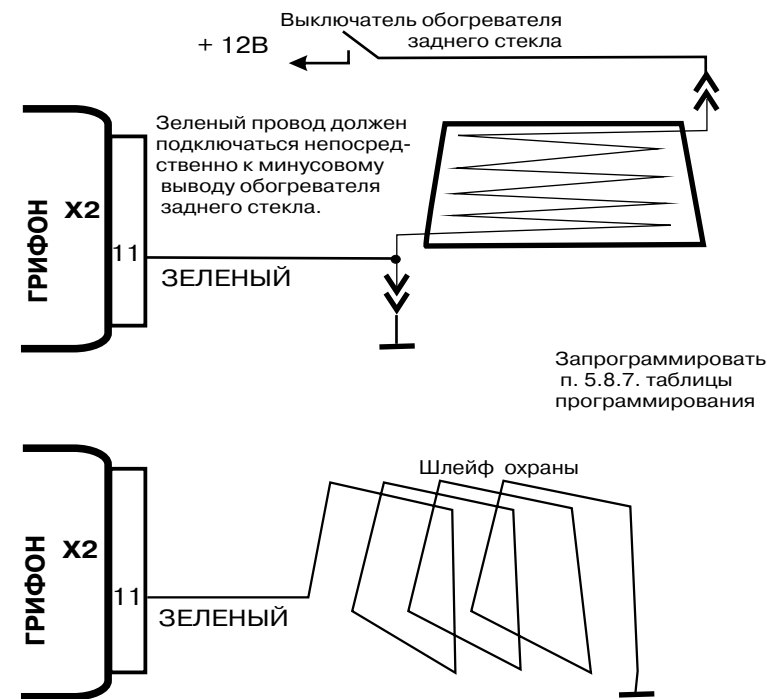 Выключатель обогревателя
заднего стекла
+ 12В
Зеленый провод должен
подключаться непосред-
ственно к минусовому
выводу обогревателя
заднего стекла.
ГРИФОН
X2
11
ЗЕЛЕНЫЙ
Запрограммировать
п. 5.8.7. таблицы
программирования
Шлейф охраны
ГРИФОН
X2
11
ЗЕЛЕНЫЙ